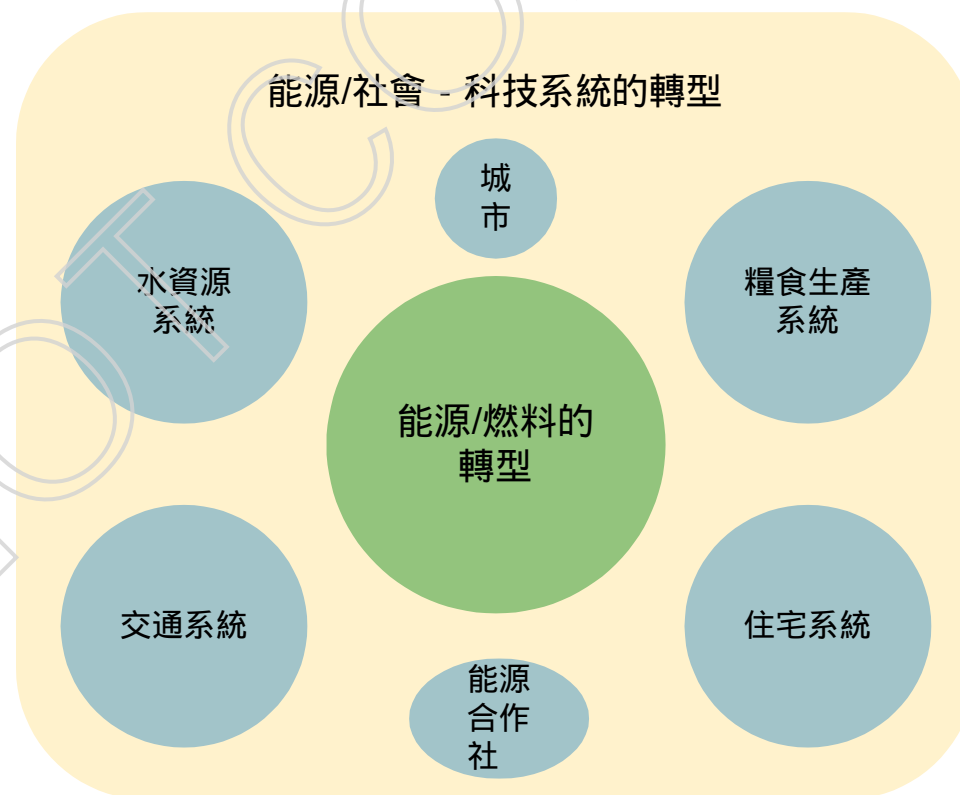 能源/社會 - 科技系統的轉型
城
市
水資源
系統
糧食生產
系統
能源/燃料的
轉型
交通系統
住宅系統
能源
合作
社